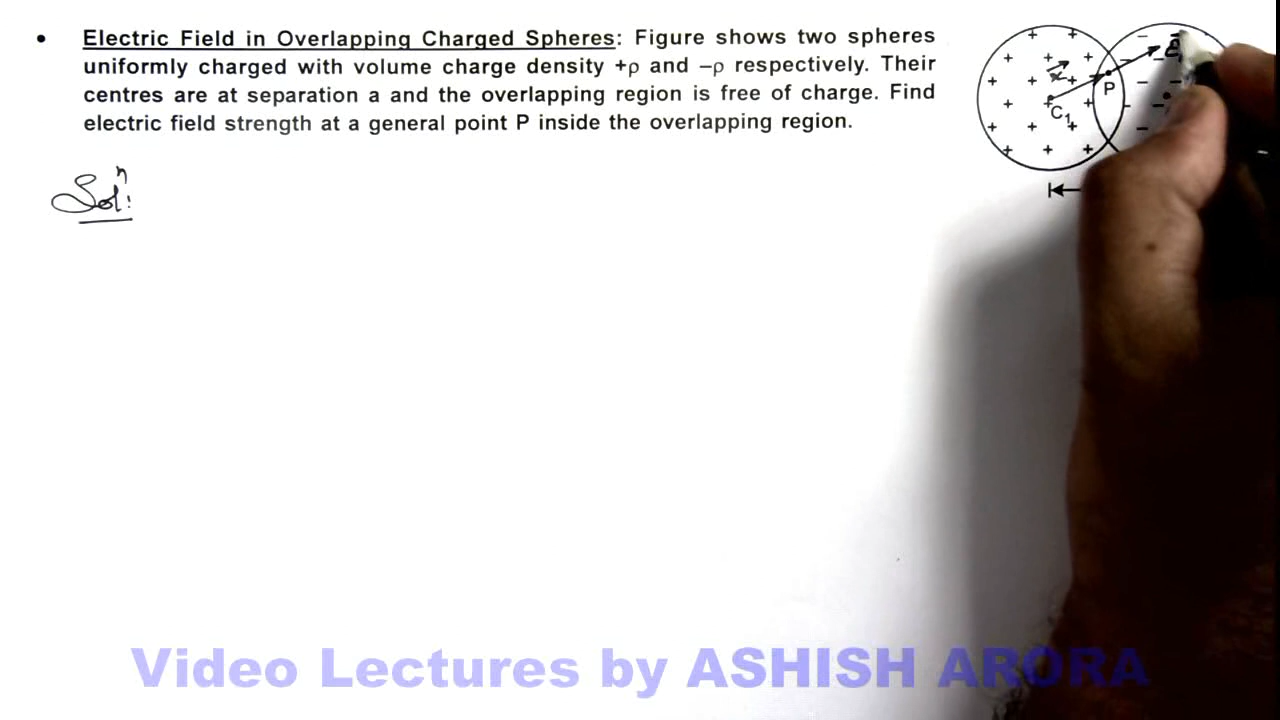 • Electric Field in Overlapping Charged Spheres: Figure shows two spheres
uniformly charged with volume charge density +ρ and –ρ respectively. Their
centres are at separation a and the overlapping region is free of charge. Find
electric field strength at a general point P inside the overlapping region.
Solⁿ:
P
C₁
Video Lectures by ASHISH ARORA